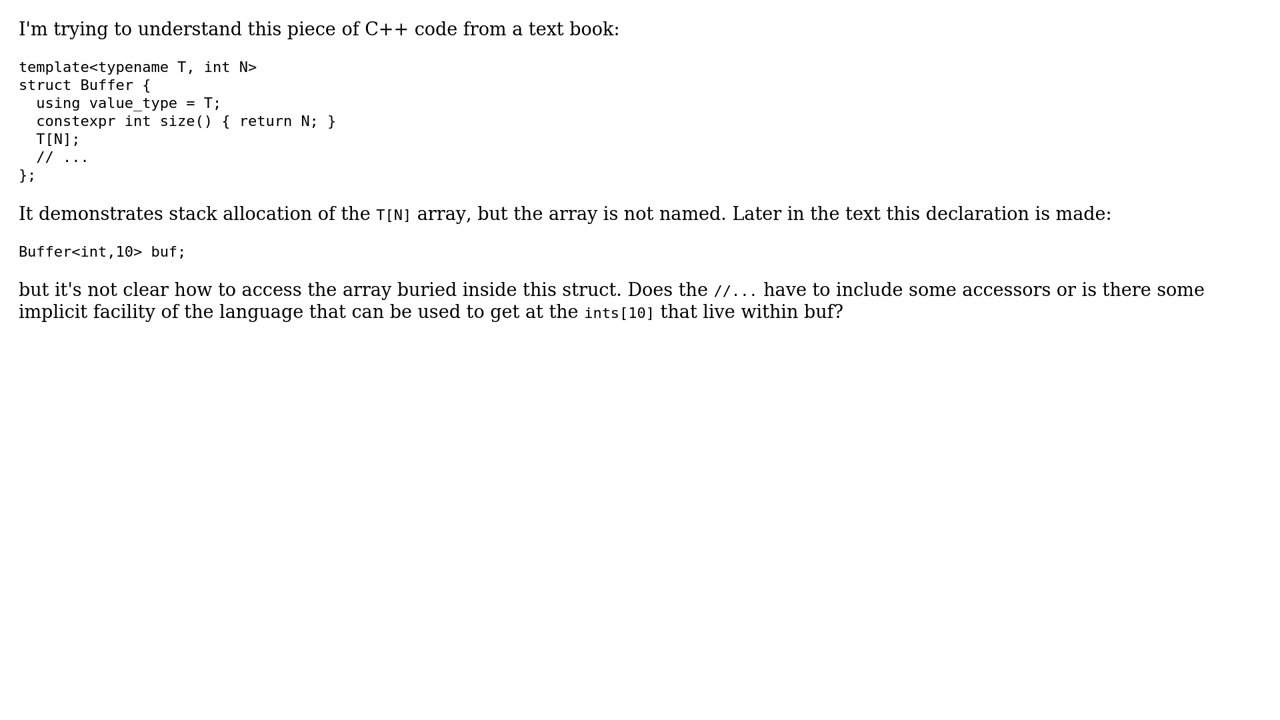 I'm trying to understand this piece of C++ code from a text book:
template<typename T, int N>
struct Buffer {
  using value_type = T;
  constexpr int size() { return N; }
  T[N];
  // ...
};
It demonstrates stack allocation of the T[N] array, but the array is not named. Later in the text this declaration is made:
Buffer<int,10> buf;
but it's not clear how to access the array buried inside this struct. Does the //... have to include some accessors or is there some
implicit facility of the language that can be used to get at the ints[10] that live within buf?